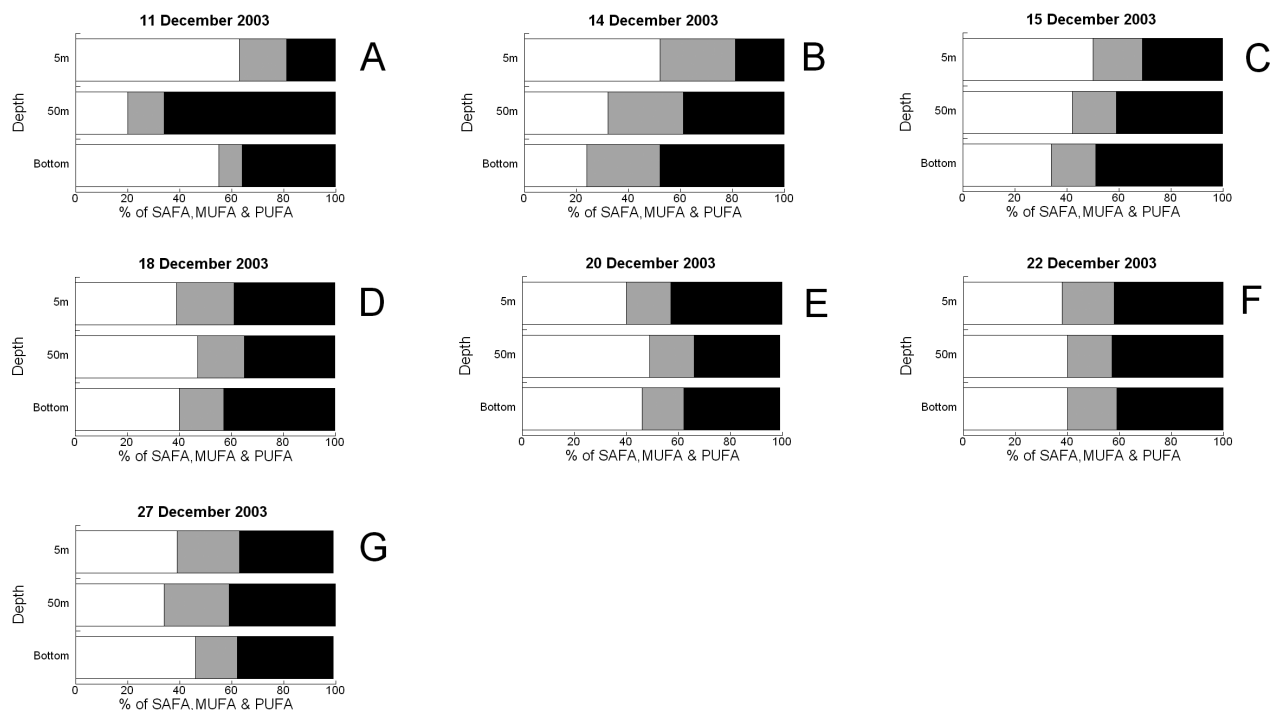 11 December 2003
A
5m
50m
Bottom
Depth
0 20 40 60 80 100
% of SAFA, MUFA & PUFA
14 December 2003
B
5m
50m
Bottom
Depth
0 20 40 60 80 100
% of SAFA, MUFA & PUFA
15 December 2003
C
5m
50m
Bottom
Depth
0 20 40 60 80 100
% of SAFA, MUFA & PUFA
18 December 2003
D
5m
50m
Bottom
Depth
0 20 40 60 80 100
% of SAFA, MUFA & PUFA
20 December 2003
E
5m
50m
Bottom
Depth
0 20 40 60 80 100
% of SAFA, MUFA & PUFA
22 December 2003
F
5m
50m
Bottom
Depth
0 20 40 60 80 100
% of SAFA, MUFA & PUFA
27 December 2003
G
5m
50m
Bottom
Depth
0 20 40 60 80 100
% of SAFA, MUFA & PUFA